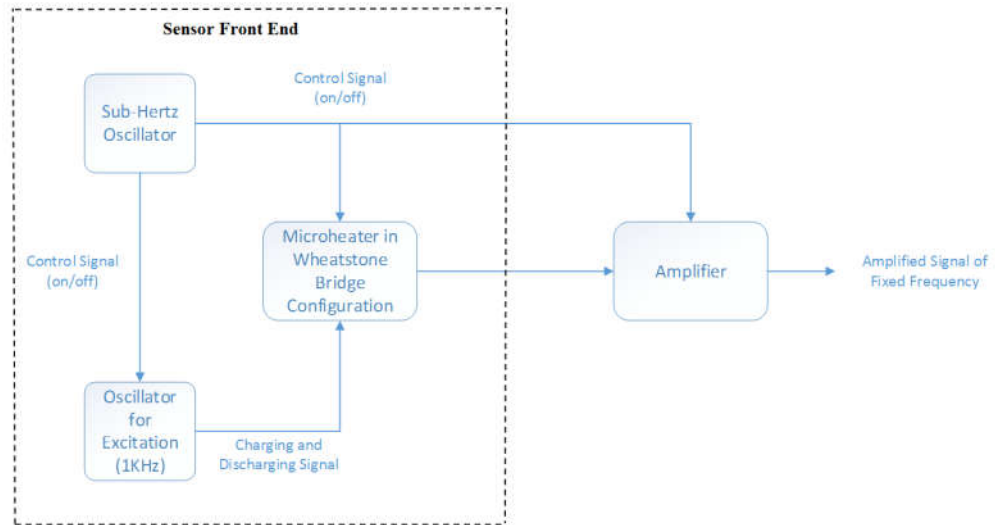 Sensor Front End
Control Signal
(on/off)
Sub-Hertz
Oscillator
Control Signal
(on/off)
Microheater in
Wheatstone
Bridge
Configuration
Amplifier
Amplified Signal of
Fixed Frequency
Oscillator
for
Excitation
(1KHz)
Charging and
Discharging Signal